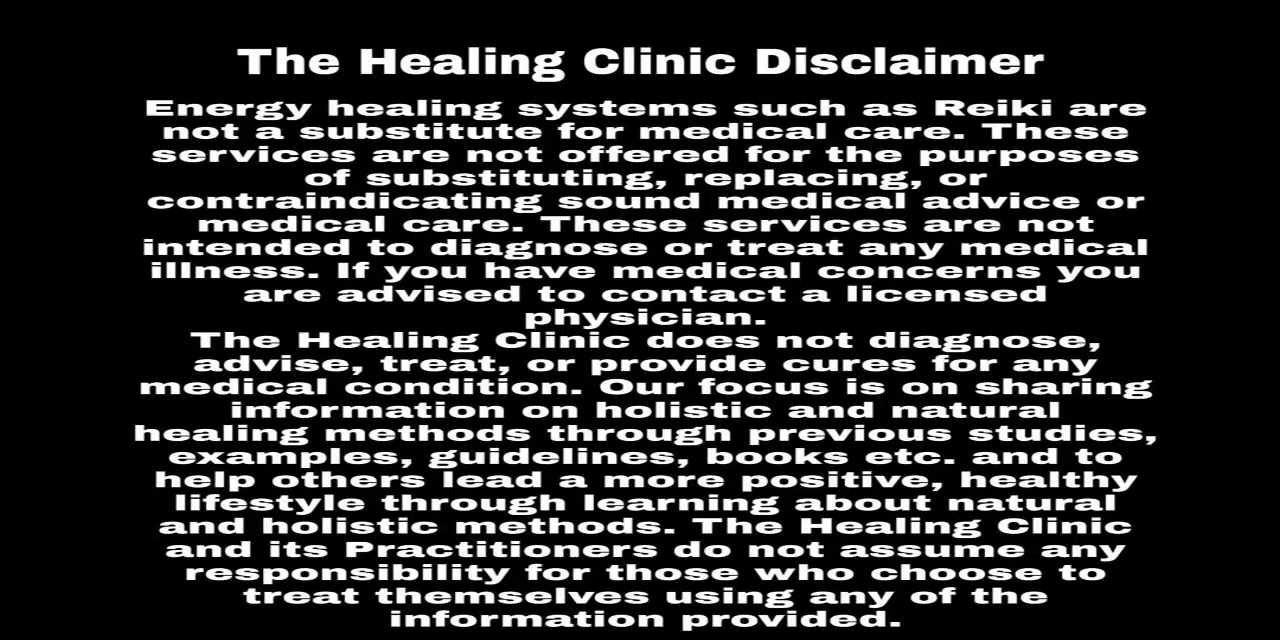 The Healing Clinic Disclaimer
Energy healing systems such as Reiki are
not a substitute for medical care. These
services are not offered for the purposes
of substituting, replacing, or
contraindicating sound medical advice or
medical care. These services are not
intended to diagnose or treat any medical
illness. If you have medical concerns you
are advised to contact a licensed
physician.
The Healing Clinic does not diagnose,
advise, treat, or provide cures for any
medical condition. Our focus is on sharing
information on holistic and natural
healing methods through previous studies,
examples, guidelines, books etc. and to
help others lead a more positive, healthy
lifestyle through learning about natural
and holistic methods. The Healing Clinic
and its Practitioners do not assume any
responsibility for those who choose to
treat themselves using any of the
information provided.